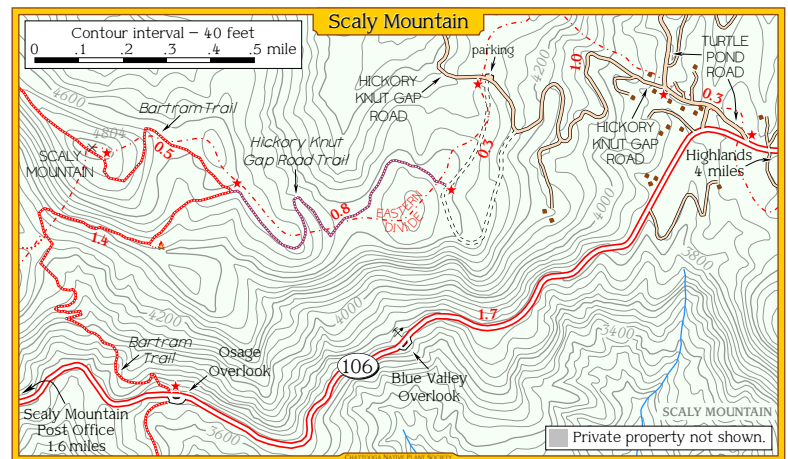 Scaly Mountain
Contour interval – 40 feet
0 .1 .2 .3 .4 .5 mile
4600
Bartram Trail
4804
SCALY
MOUNTAIN
0.5
Hickory Knut
Gap Road Trail
HICKORY
KNUT GAP
ROAD
parking
4200
1.0
TURTLE
POND
ROAD
0.3
HICKORY
KNUT GAP
ROAD
Highlands
4 miles
0.3
0.8
EASTERN
DIVIDE
1.4
4000
3800
4200
4000
1.7
3400
Bartram
Trail
Osage
Overlook
106
Blue Valley
Overlook
Scaly Mountain
Post Office
1.6 miles
3600
SCALY MOUNTAIN
Private property not shown.
CHATTOOGA NATIVE PLANT SOCIETY